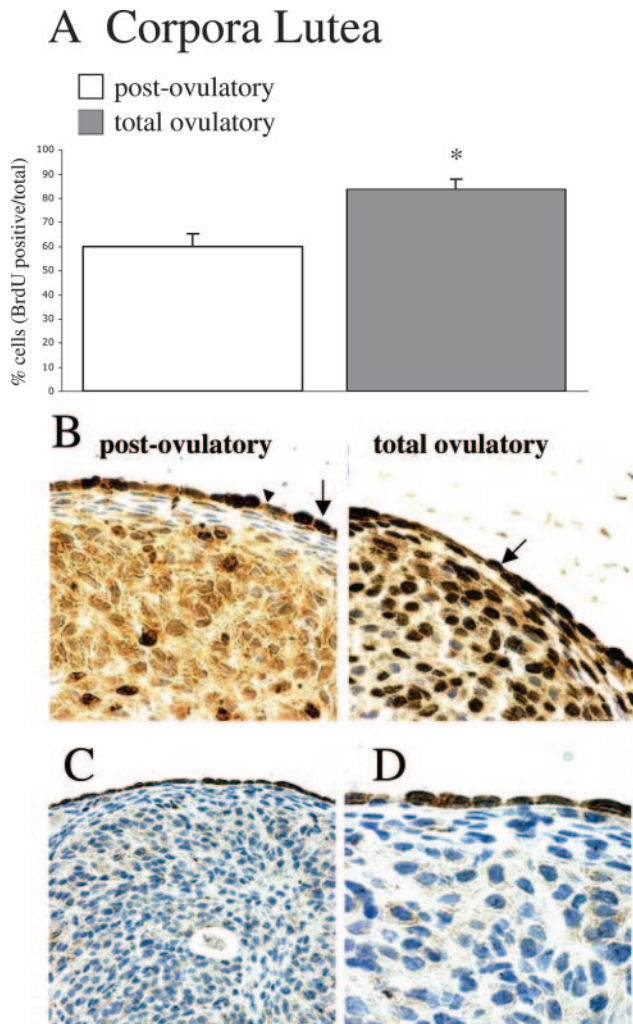 A Corpora Lutea
post-ovulatory
total ovulatory
% cells (BrdU positive/total)
100
90
80
70
60
50
40
30
20
10
0
*
B
post-ovulatory
total ovulatory
C
D